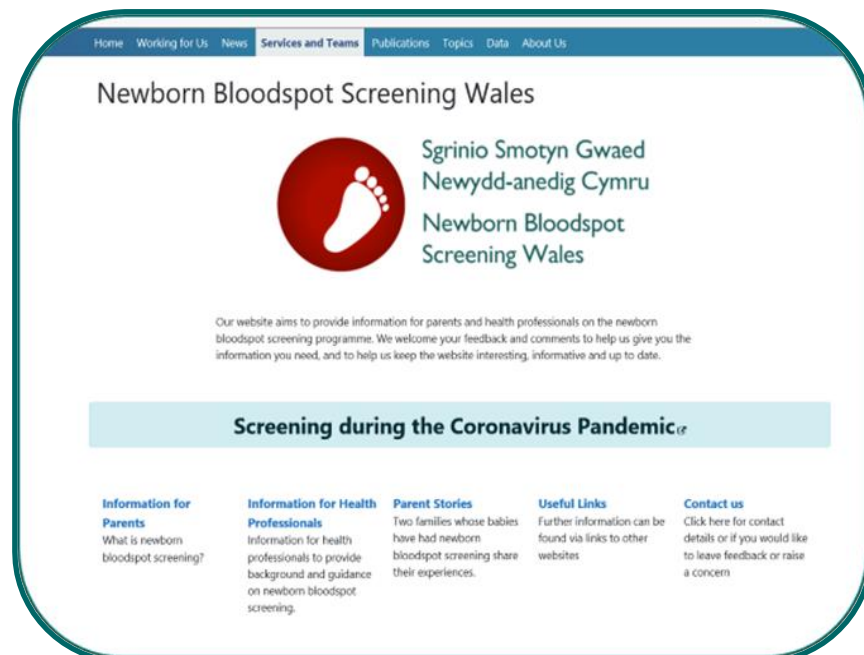 Home Working for Us News Services and Teams Publications Topics Data About Us
Newborn Bloodspot Screening Wales
Sgrinio Smotyn Gwaed
Newydd-anedig Cymru
Newborn Bloodspot
Screening Wales
Our website aims to provide information for parents and health professionals on the newborn
bloodspot screening programme. We welcome your feedback and comments to help us give you the
information you need, and to help us keep the website interesting, informative and up to date.
Screening during the Coronavirus Pandemic
Information for
Parents
What is newborn
bloodspot screening?
Information for Health
Professionals
Information for health
professionals to provide
background and guidance
on newborn bloodspot
screening.
Parent Stories
Two families whose babies
have had newborn
bloodspot screening share
their experiences.
Useful Links
Further information can be
found via links to other
websites
Contact us
Click here for contact
details or if you would like
to leave feedback or raise
a concern